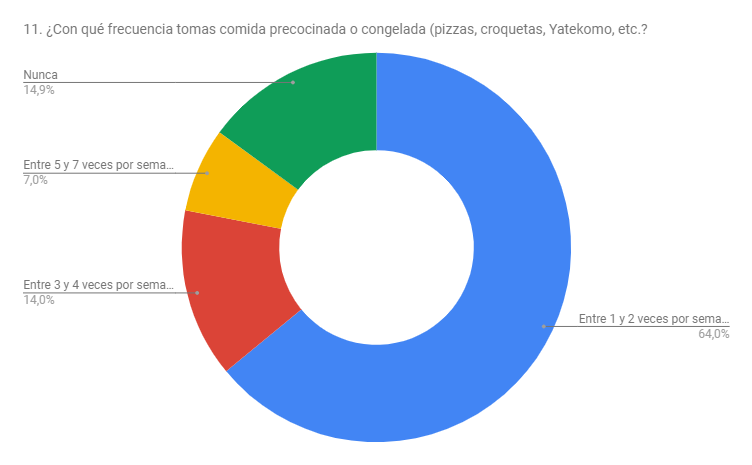 11. ¿Con qué frecuencia tomas comida precocinada o congelada (pizzas, croquetas, Yatekomo, etc.?
Nunca
14,9%
Entre 5 y 7 veces por sema…
7,0%
Entre 3 y 4 veces por sema…
14,0%
Entre 1 y 2 veces por sema…
64,0%